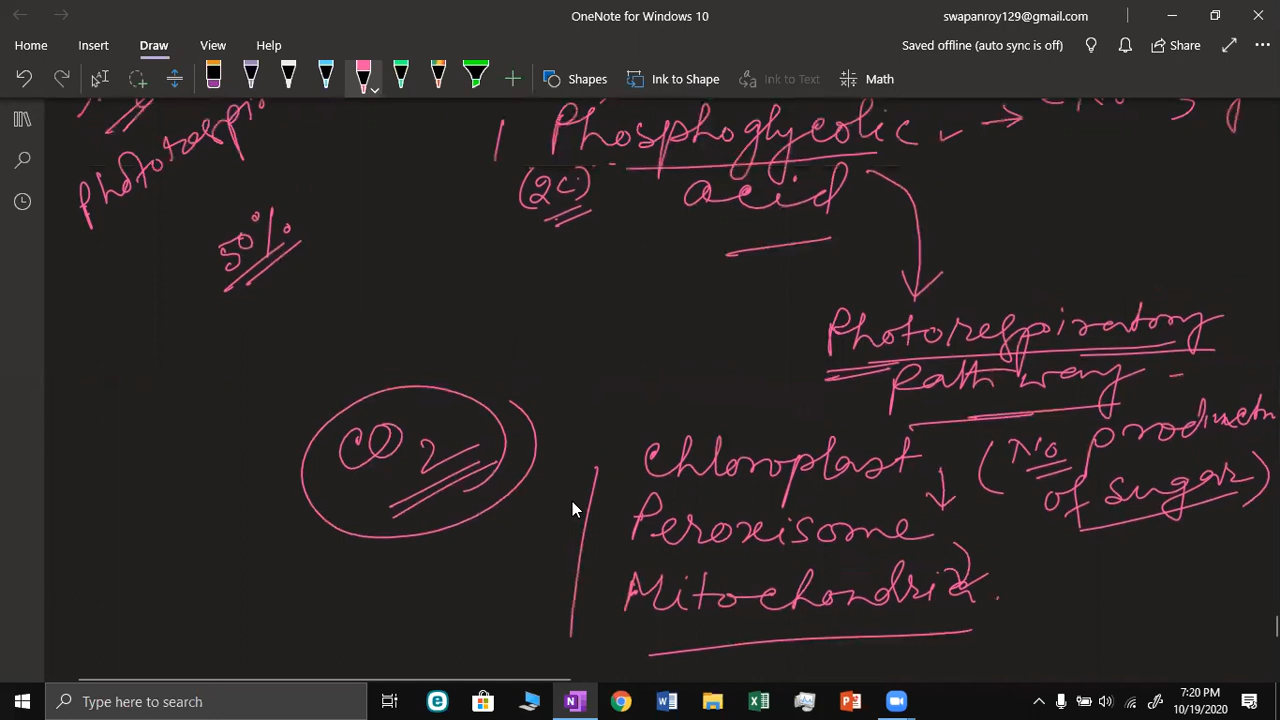 OneNote for Windows 10
swapanroy129@gmail.com
Home Insert Draw View Help
Saved offline (auto sync is off)
Share
Shapes
Ink to Shape
Ink to Text
Math
Phosphoglycolic
acid
(2C)
50%
Photorespiratory
pathway
(No
of sugar)
CO2
Chloroplast
Peroxisome
Mitochondria.
Type here to search
7:20 PM
10/19/2020